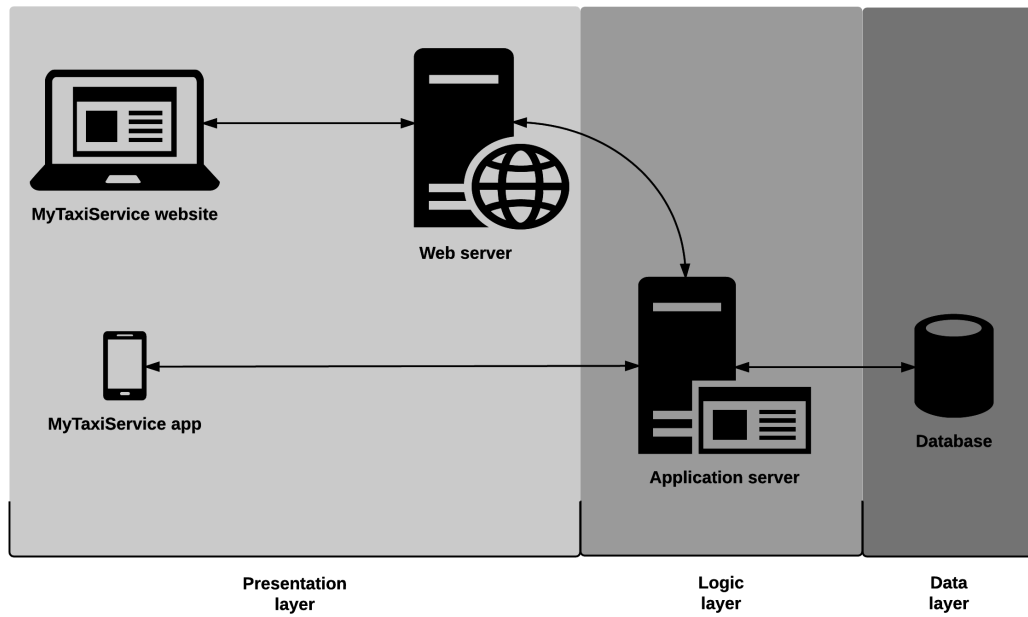 MyTaxiService website
Web server
MyTaxiService app
Application server
Database
Presentation
layer
Logic
layer
Data
layer